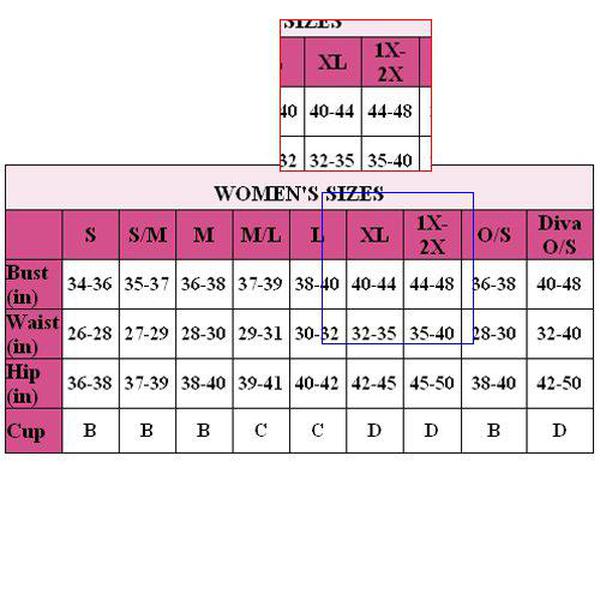 SIZES
XL 1X-
2X
40 40-44 44-48
32 32-35 35-40
WOMEN'S SIZES
S S/M M M/L L XL 1X-
2X O/S Diva
O/S
Bust
(in) 34-36 35-37 36-38 37-39 38-40 40-44 44-48 36-38 40-48
Waist
(in) 26-28 27-29 28-30 29-31 30-32 32-35 35-40 28-30 32-40
Hip
(in) 36-38 37-39 38-40 39-41 40-42 42-45 45-50 38-40 42-50
Cup B B B C C D D B D